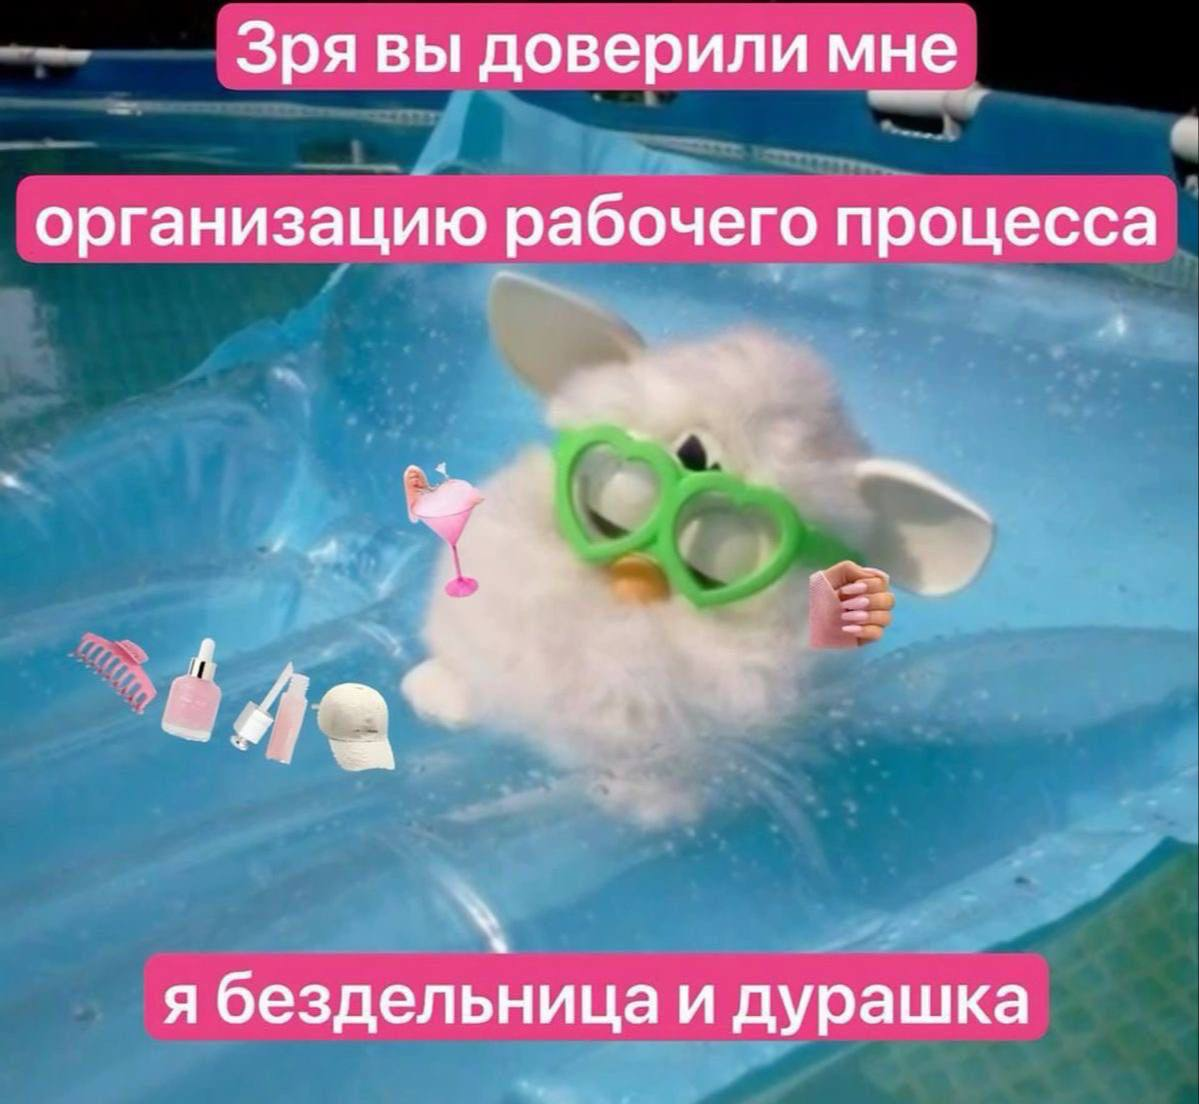 Зря вы доверили мне
организацию рабочего процесса
я бездельница и дурашка